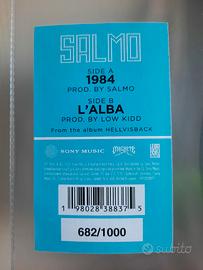 SALMO
SIDE A
1984
PROD. BY SALMO
SIDE B
L'ALBA
PROD. BY LOW KIDD
From the album HELLVISBACK
SONY MUSIC
MACHETE
1 98028 38837 5
682/1000
subito